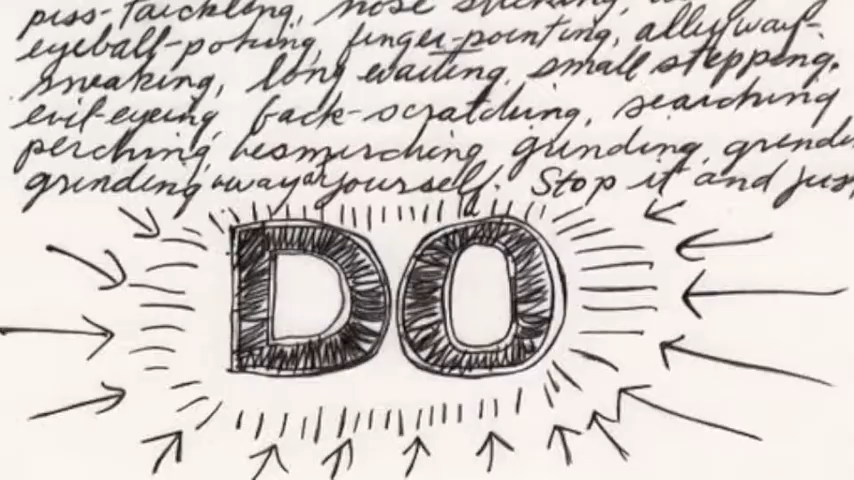 piss-trickling, nose sticking,
eyeball-poking, finger-pointing, alleyway-
sneaking, long waiting, small stepping,
evil-eyeing, back-scratching, searching
perching, besmirching, grinding, grinding
grinding away at yourself. Stop it and just
DO